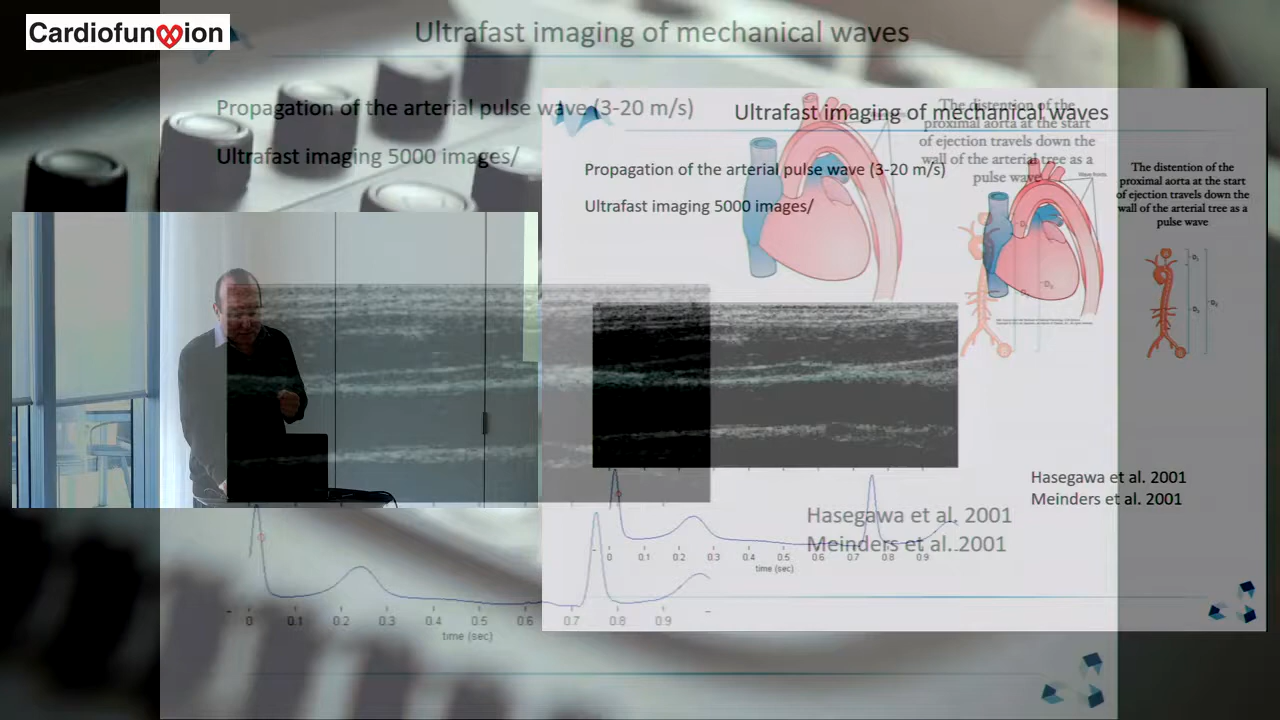 Cardiofunxion
Ultrafast imaging of mechanical waves
Propagation of the arterial pulse wave (3-20 m/s)
Ultrafast imaging 5000 images/
The distention of the
proximal aorta at the start
of ejection travels down the
wall of the arterial tree as a
pulse wave
Hasegawa et al. 2001
Meinders et al..2001
0 0.1 0.2 0.3 0.4 0.5 0.6 0.7 0.8 0.9
time (sec)
Ultrafast imaging of mechanical waves
Propagation of the arterial pulse wave (3-20 m/s)
Ultrafast imaging 5000 images/
Wave fronts
The distention of the
proximal aorta at the start
of ejection travels down the
wall of the arterial tree as a
pulse wave
D1
D2
D3
Hasegawa et al. 2001
Meinders et al. 2001
0 0.1 0.2 0.3 0.4 0.5 0.6 0.7 0.8 0.9
time (sec)